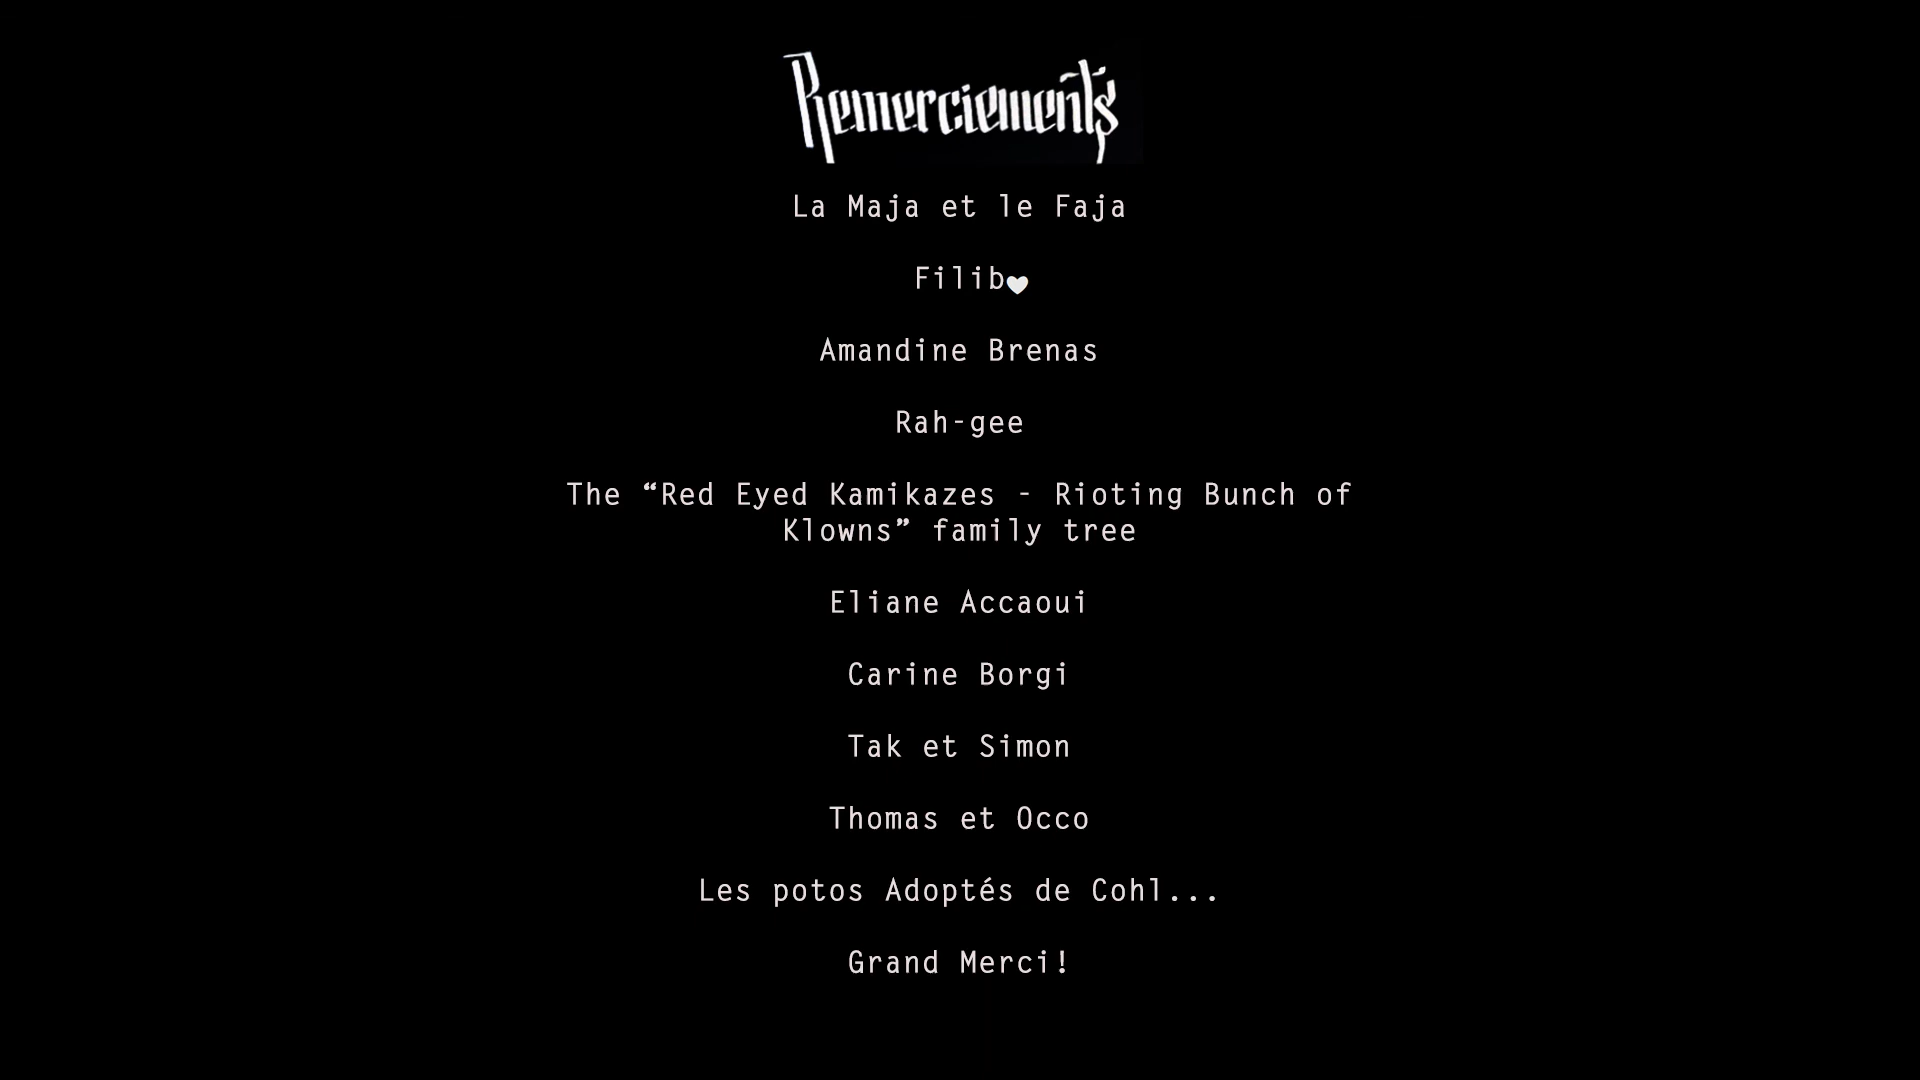 Remerciements
La Maja et le Faja
Filib♥
Amandine Brenas
Rah-gee
The “Red Eyed Kamikazes - Rioting Bunch of
Klowns” family tree
Eliane Accaoui
Carine Borgi
Tak et Simon
Thomas et Occo
Les potos Adoptés de Cohl...
Grand Merci!